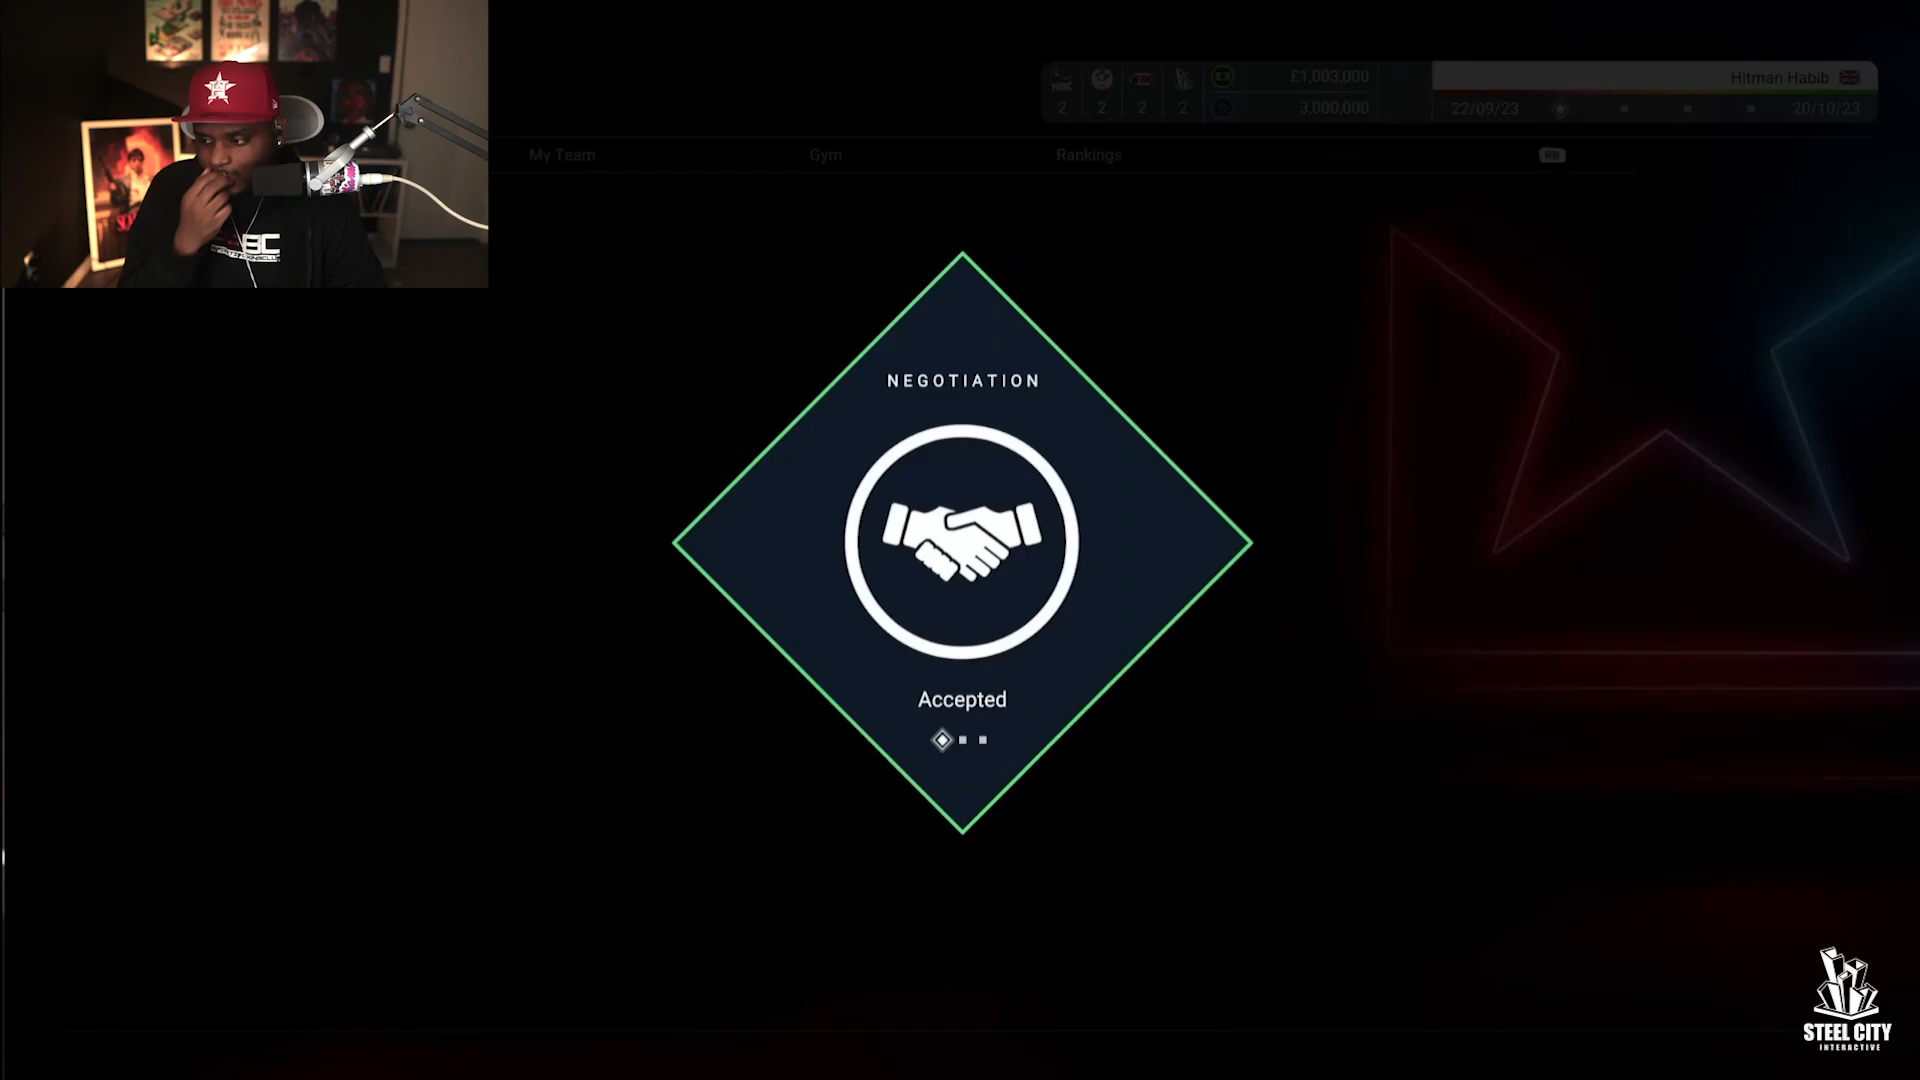 £1,003,000
Hitman Habib
2 2 2 2
3,000,000
22/09/23
20/10/23
My Team
Gym
Rankings
RB
NEGOTIATION
Accepted
STEEL CITY
INTERACTIVE